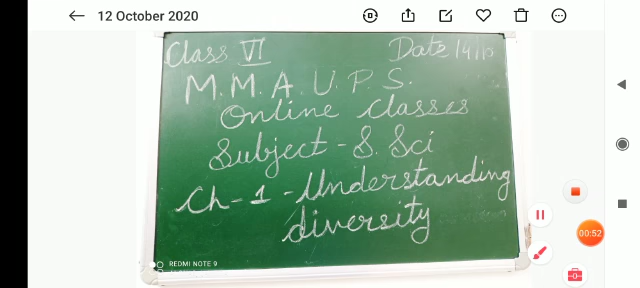 12 October 2020
Class VI Date 14/10
M.M.A.U.P.S.
Online classes
Subject - S. Sci
Ch-1 - Understanding
diversity
REDMI NOTE 9
00:52